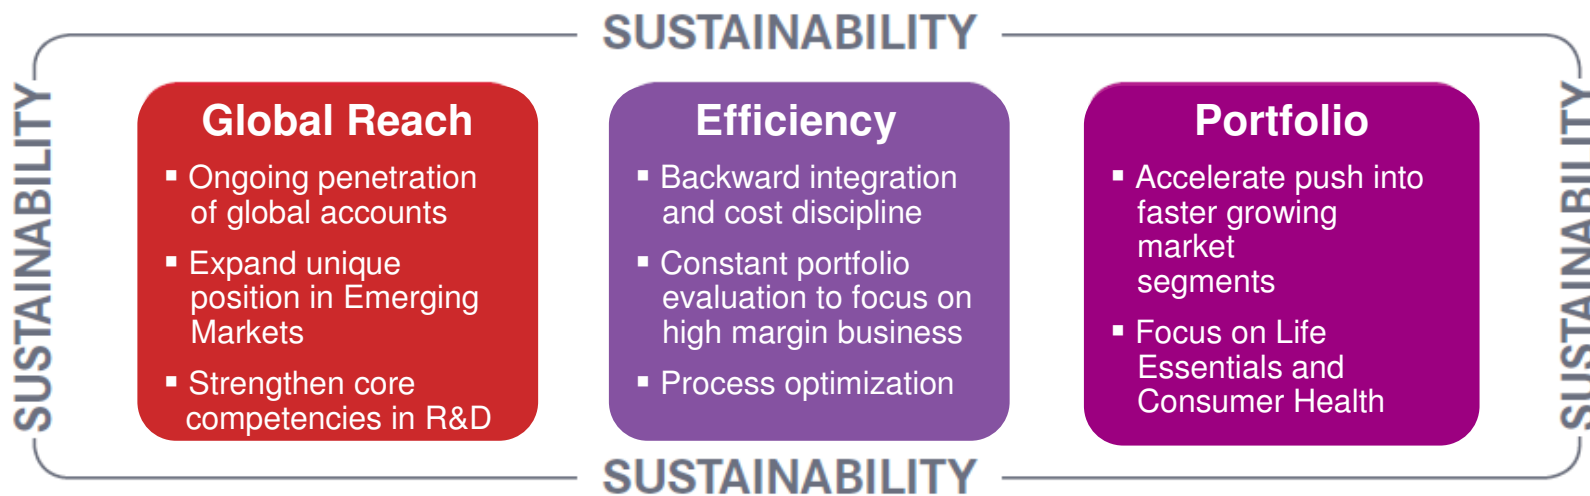 SUSTAINABILITY
SUSTAINABILITY
Global Reach
▪ Ongoing penetration
of global accounts
▪ Expand unique
position in Emerging
Markets
▪ Strengthen core
competencies in R&D
Efficiency
▪ Backward integration
and cost discipline
▪ Constant portfolio
evaluation to focus on
high margin business
▪ Process optimization
Portfolio
▪ Accelerate push into
faster growing
market
segments
▪ Focus on Life
Essentials and
Consumer Health
SUSTAINABILITY
SUSTAINABILITY